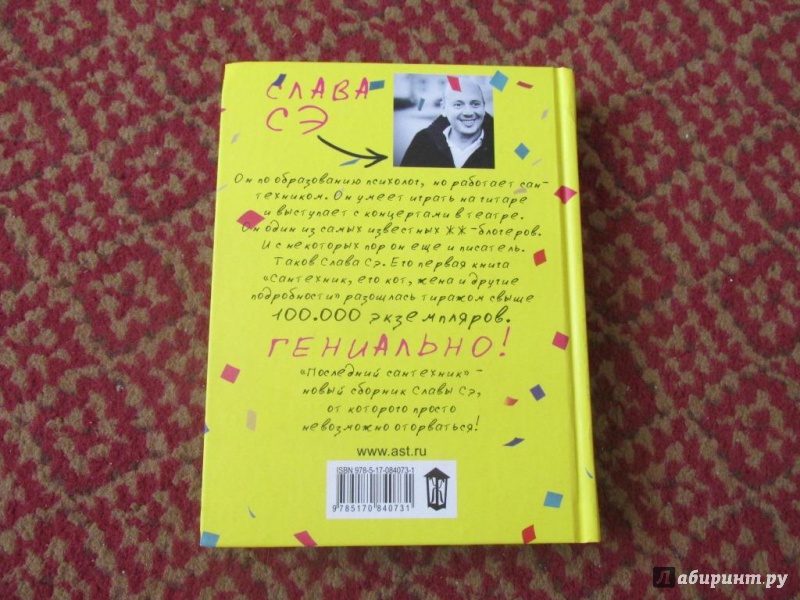 СЛАВА
СЭ
Он по образованию психолог, но работает сан-
техником. Он умеет играть на гитаре
и выступает с концертами в театре.
Он один из самых известных ЖЖ-блогеров.
И с некоторых пор он еще и писатель.
Таков Слава Сэ. Его первая книга
«Сантехник, его кот, жена и другие
подробности» разошлась тиражом свыше
100.000 экземпляров.
ГЕНИАЛЬНО!
«Последний сантехник» –
новый сборник Славы Сэ,
от которого просто
невозможно оторваться!
www.ast.ru
ISBN 978-5-17-084073-1
9 785170 840731
Ж
Лабиринт.ру